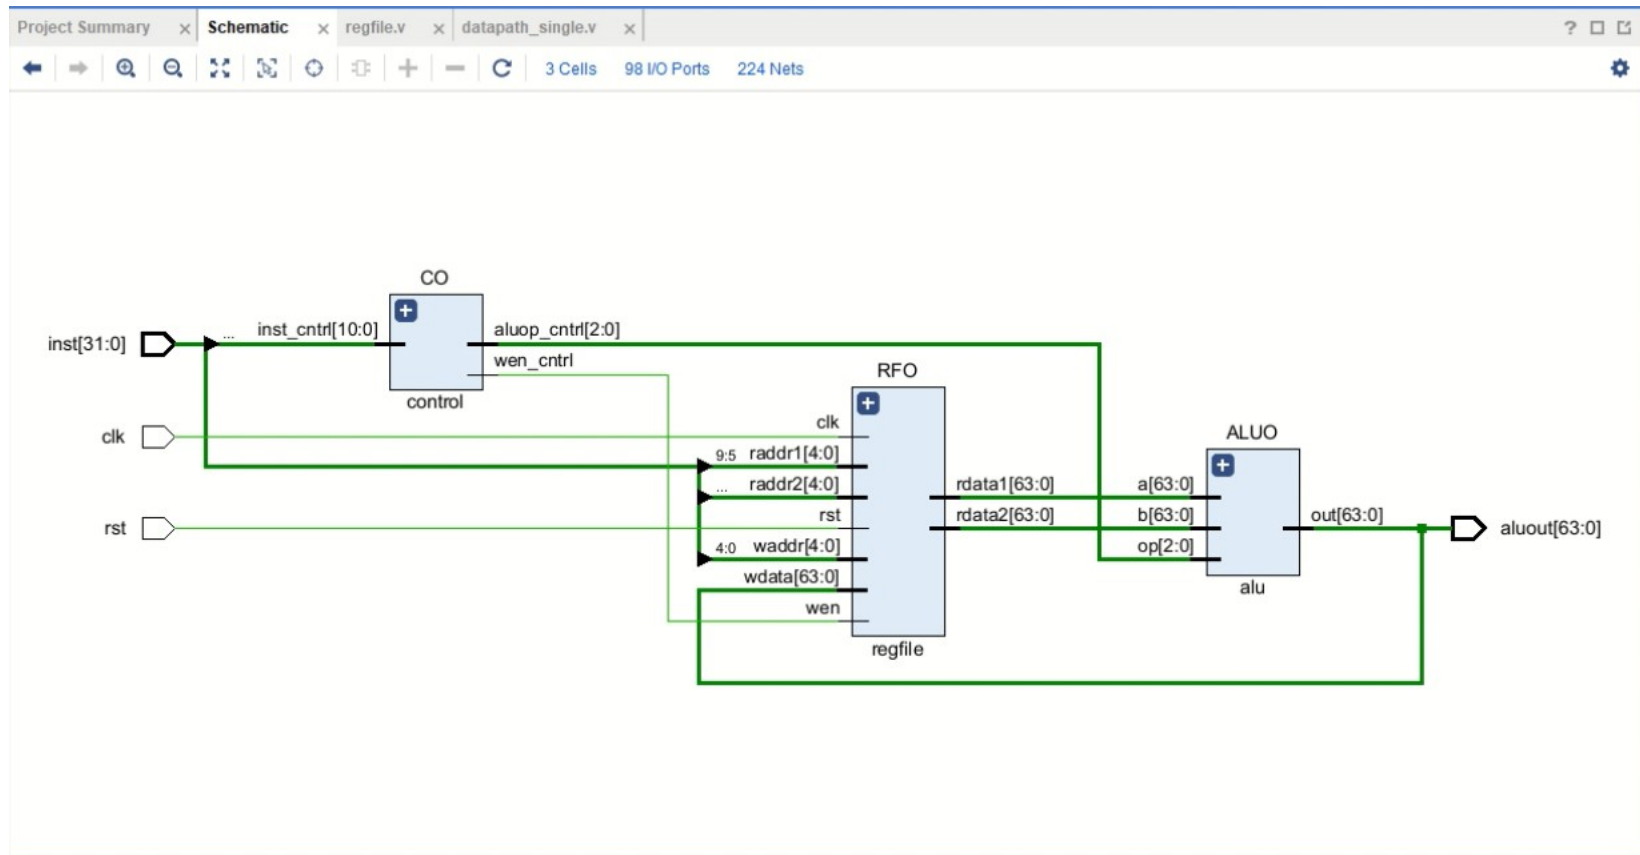 Project Summary × Schematic × regfile.v × datapath_single.v ×
?
3 Cells 98 I/O Ports 224 Nets
CO
inst[31:0]
...
inst_cntrl[10:0]
aluop_cntrl[2:0]
wen_cntrl
control
clk
rst
RFO
clk
9:5 raddr1[4:0]
... raddr2[4:0]
rst
4:0 waddr[4:0]
wdata[63:0]
wen
rdata1[63:0]
rdata2[63:0]
regfile
ALUO
a[63:0]
b[63:0]
op[2:0]
out[63:0]
alu
aluout[63:0]